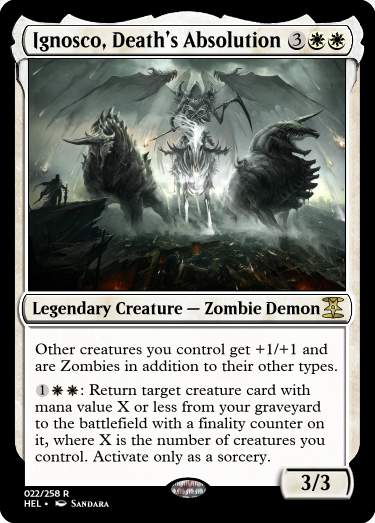 Ignosco, Death's Absolution 3
Legendary Creature — Zombie Demon
Other creatures you control get +1/+1 and
are Zombies in addition to their other types.
1: Return target creature card with
mana value X or less from your graveyard
to the battlefield with a finality counter on
it, where X is the number of creatures you
control. Activate only as a sorcery.
3/3
022/258 R
HEL • Sandara